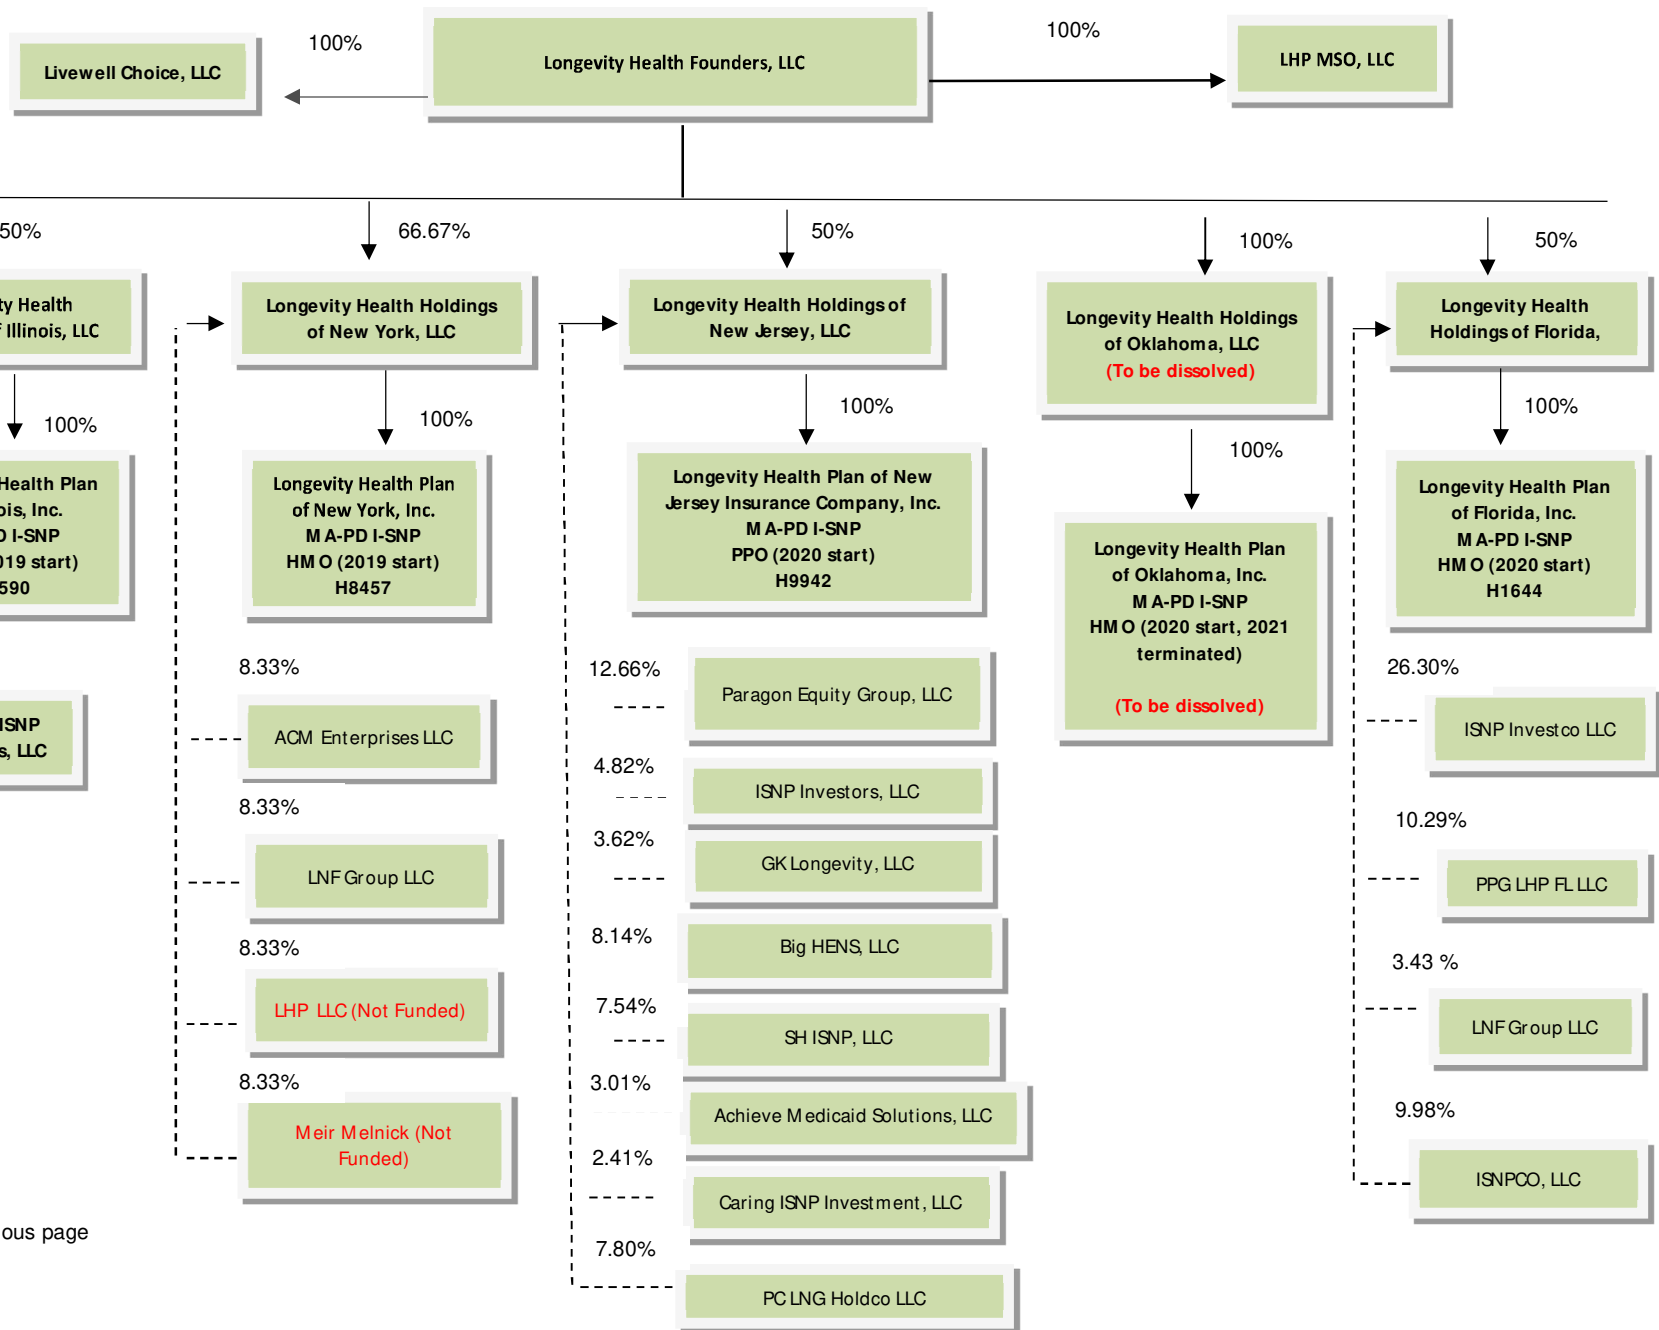 100%
100%
Livewell Choice, LLC
Longevity Health Founders, LLC
LHP MSO, LLC
50%
66.67%
50%
100%
50%
ty Health
f Illinois, LLC
Longevity Health Holdings
of New York, LLC
Longevity Health Holdings of
New Jersey, LLC
Longevity Health Holdings
of Oklahoma, LLC
(To be dissolved)
Longevity Health
Holdings of Florida,
100%
100%
100%
100%
100%
Health Plan
ois, Inc.
D I-SNP
019 start)
590
Longevity Health Plan
of New York, Inc.
MA-PD I-SNP
HMO (2019 start)
H8457
Longevity Health Plan of New
Jersey Insurance Company, Inc.
MA-PD I-SNP
PPO (2020 start)
H9942
Longevity Health Plan
of Oklahoma, Inc.
MA-PD I-SNP
HMO (2020 start, 2021
terminated)
(To be dissolved)
Longevity Health Plan
of Florida, Inc.
MA-PD I-SNP
HMO (2020 start)
H1644
ISNP
s, LLC
8.33%
ACM Enterprises LLC
8.33%
LNF Group LLC
8.33%
LHP LLC (Not Funded)
8.33%
Meir Melnick (Not
Funded)
12.66%
Paragon Equity Group, LLC
4.82%
ISNP Investors, LLC
3.62%
GK Longevity, LLC
8.14%
Big HENS, LLC
7.54%
SH ISNP, LLC
3.01%
Achieve Medicaid Solutions, LLC
2.41%
Caring ISNP Investment, LLC
7.80%
PC LNG Holdco LLC
26.30%
ISNP Investco LLC
10.29%
PPG LHP FL LLC
3.43 %
LNF Group LLC
9.98%
ISNPCO, LLC
ous page